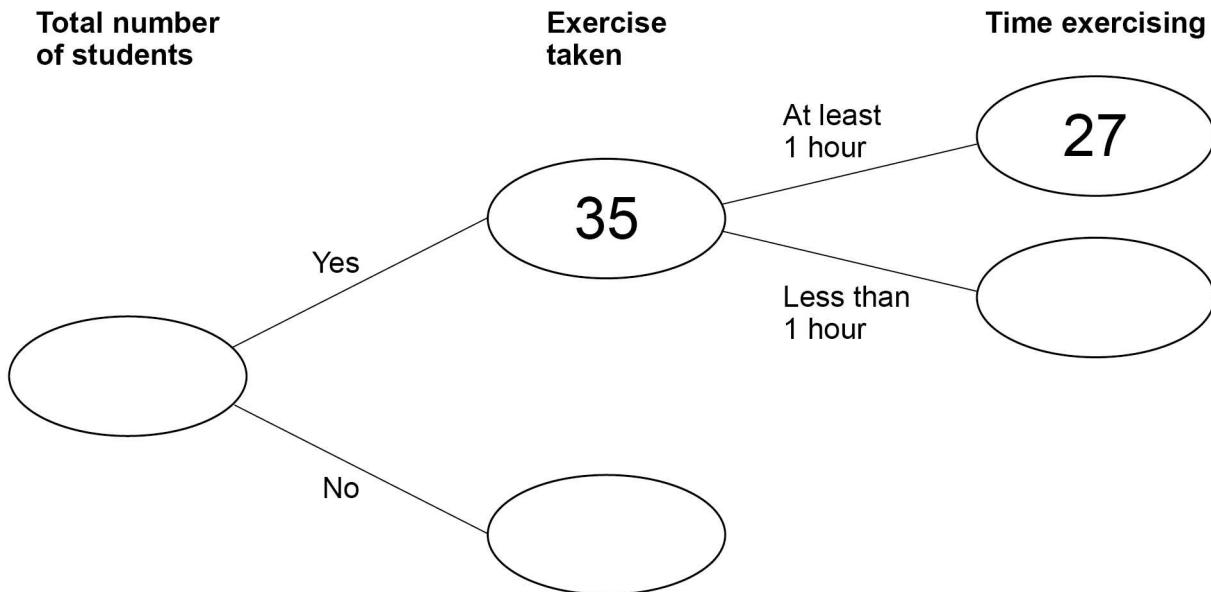 Total number
of students
Exercise
taken
Time exercising
At least
1 hour
27
35
Yes
Less than
1 hour
No